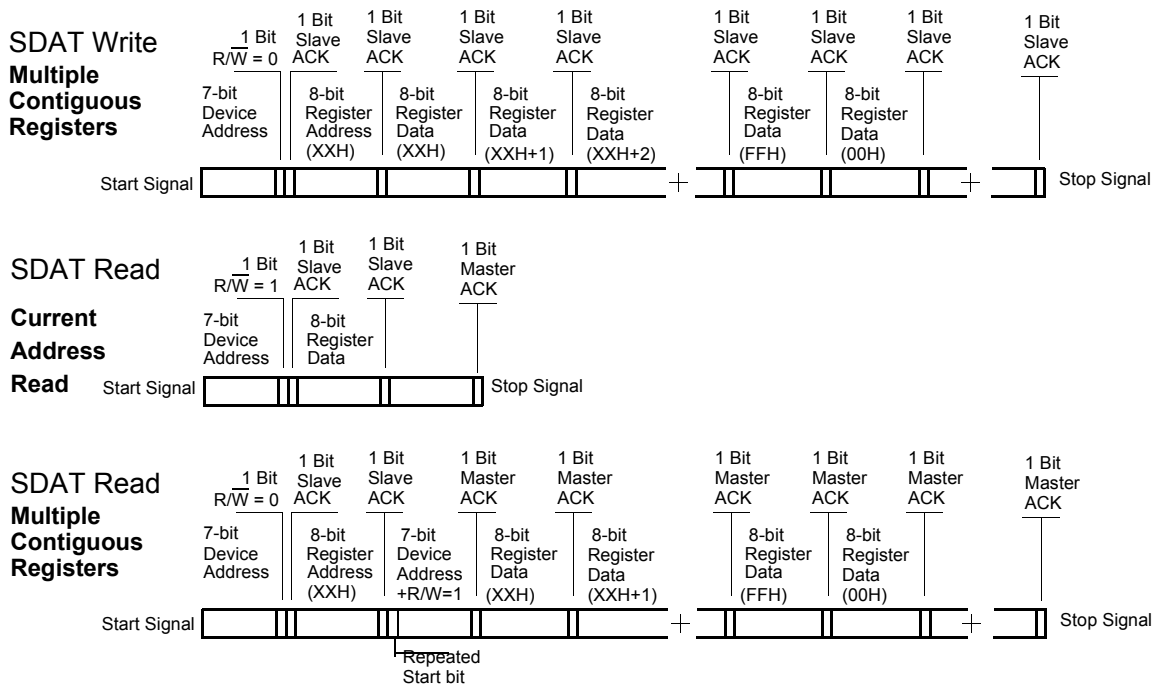 SDAT Write
Multiple
Contiguous
Registers
1 Bit
R/W = 0
1 Bit
Slave
ACK
1 Bit
Slave
ACK
1 Bit
Slave
ACK
1 Bit
Slave
ACK
1 Bit
Slave
ACK
1 Bit
Slave
ACK
1 Bit
Slave
ACK
1 Bit
Slave
ACK
7-bit
Device
Address
8-bit
Register
Address
(XXH)
8-bit
Register
Data
(XXH)
8-bit
Register
Data
(XXH+1)
8-bit
Register
Data
(XXH+2)
8-bit
Register
Data
(FFH)
8-bit
Register
Data
(00H)
Start Signal
Stop Signal
SDAT Read
Current
Address
Read
1 Bit
R/W = 1
1 Bit
Slave
ACK
1 Bit
Slave
ACK
1 Bit
Master
ACK
7-bit
Device
Address
8-bit
Register
Data
Start Signal
Stop Signal
SDAT Read
Multiple
Contiguous
Registers
1 Bit
R/W = 0
1 Bit
Slave
ACK
1 Bit
Slave
ACK
1 Bit
Master
ACK
1 Bit
Master
ACK
1 Bit
Master
ACK
1 Bit
Master
ACK
1 Bit
Master
ACK
1 Bit
Master
ACK
7-bit
Device
Address
8-bit
Register
Address
(XXH)
7-bit
Device
Address
+R/W=1
8-bit
Register
Data
(XXH)
8-bit
Register
Data
(XXH+1)
8-bit
Register
Data
(FFH)
8-bit
Register
Data
(00H)
Start Signal
Stop Signal
Repeated
Start bit